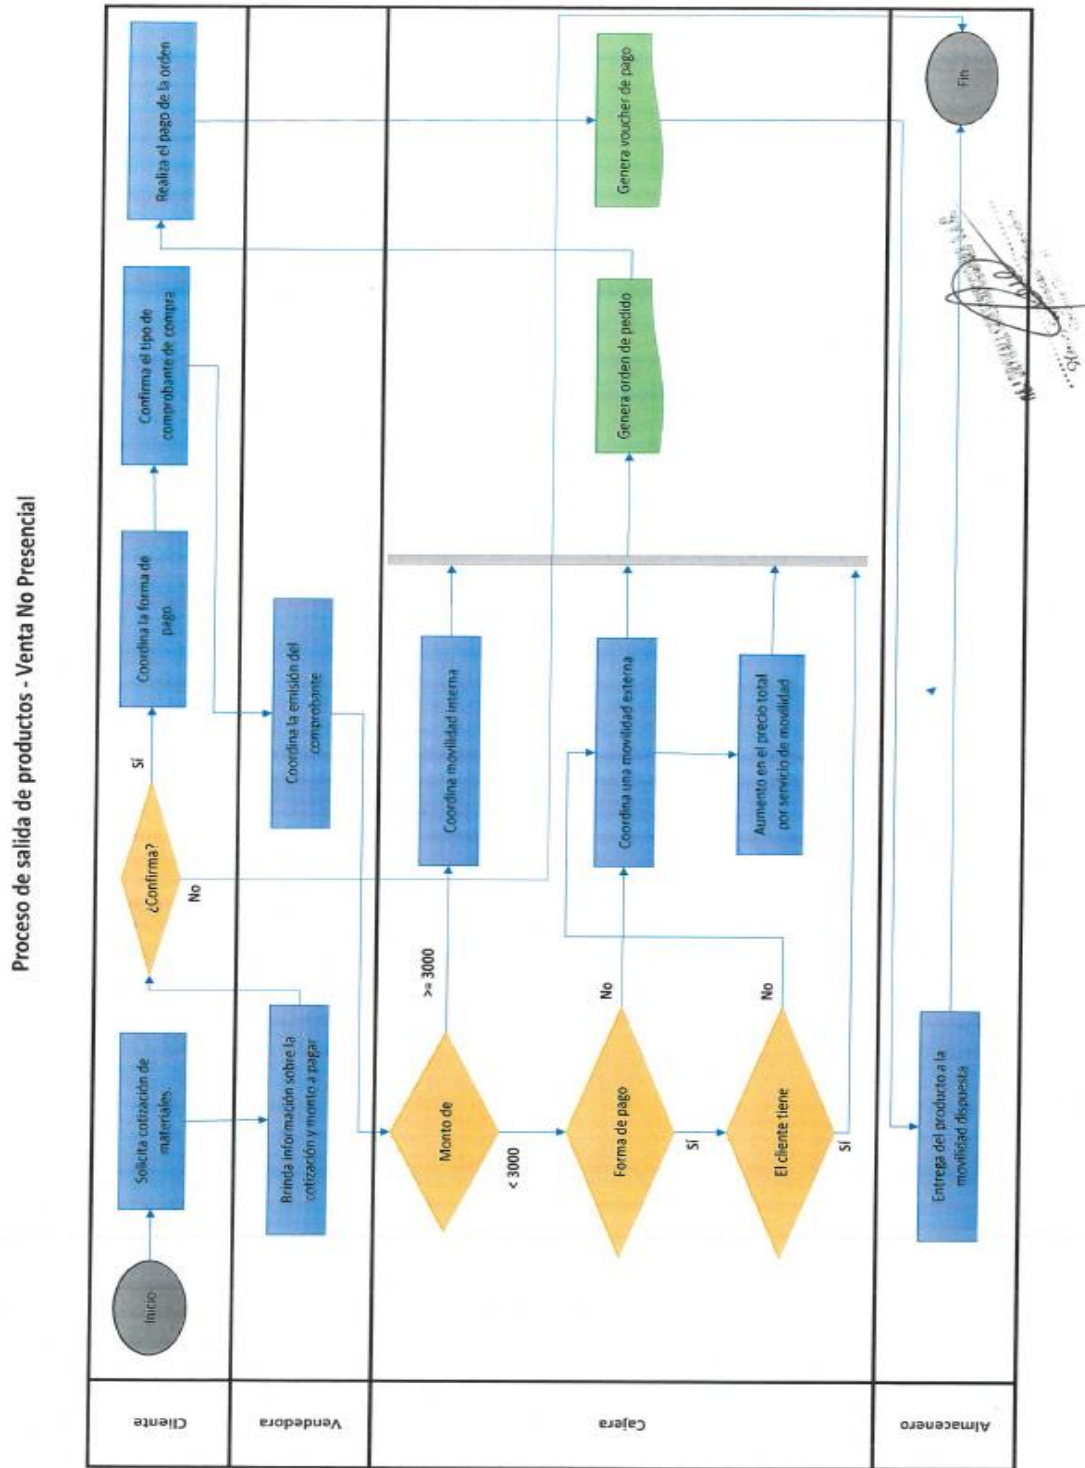 Proceso de salida de productos - Venta No Presencial
Cliente
Inicio
Solicita cotización de
materiales.
¿Confirma?
Sí
No
Coordina la forma de
pago.
Confirma el tipo de
comprobante de compra
Realiza el pago de la orden
Vendedora
Brinda información sobre la
cotización y monto a pagar
Coordina la emisión del
comprobante
Cajera
Monto de
>= 3000
< 3000
Coordina movilidad interna
Forma de pago
No
Sí
Coordina una movilidad externa
El cliente tiene
No
Sí
Aumento en el precio total
por servicio de movilidad
Genera orden de pedido
Genera voucher de pago
Almacenero
Entrega del producto a la
movilidad dispuesta
Fin